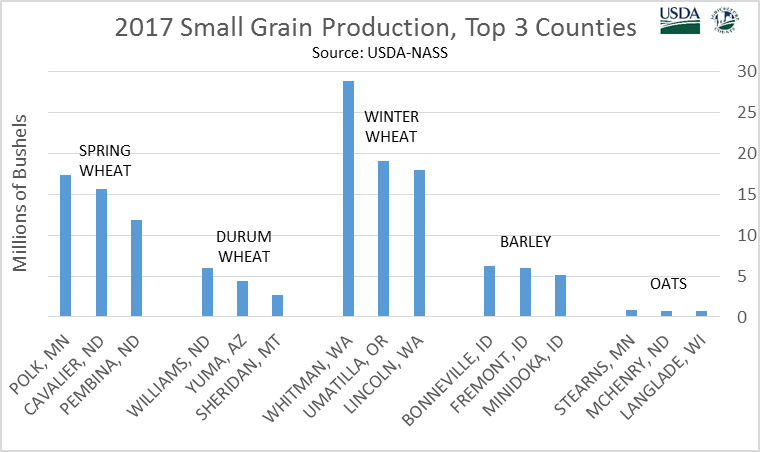 2017 Small Grain Production, Top 3 Counties
Source: USDA-NASS
USDA
Millions of Bushels
SPRING
WHEAT
DURUM
WHEAT
WINTER
WHEAT
BARLEY
OATS
30
25
20
15
10
5
0
POLK, MN
CAVALIER, ND
PEMBINA, ND
WILLIAMS, ND
YUMA, AZ
SHERIDAN, MT
WHITMAN, WA
UMATILLA, OR
LINCOLN, WA
BONNEVILLE, ID
FREMONT, ID
MINIDOKA, ID
STEARNS, MN
MCHENRY, ND
LANGLADE, WI